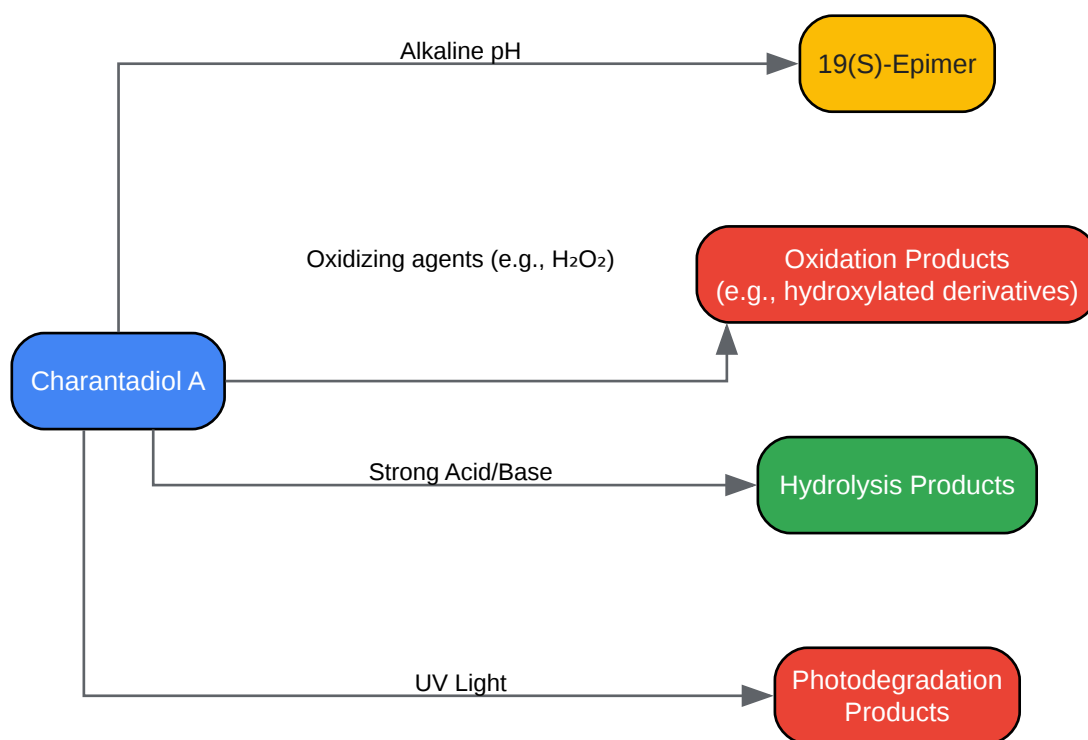 Alkaline pH
19(S)-Epimer
Oxidizing agents (e.g., H₂O₂)
Oxidation Products
(e.g., hydroxylated derivatives)
Charantadiol A
Strong Acid/Base
Hydrolysis Products
UV Light
Photodegradation
Products